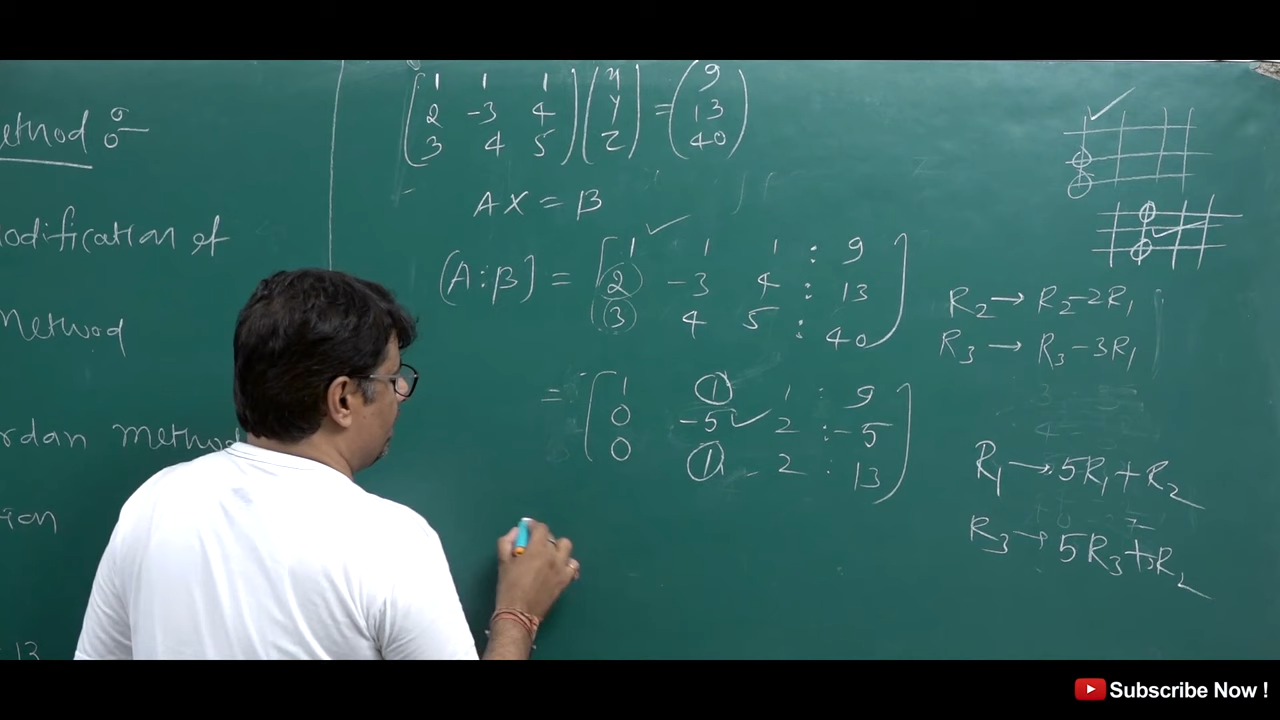 ethod :-
odification of
Method
rdan method
ion
13
[1 1 1] [x] = [9]
[2 -3 4] [y] [13]
[3 4 5] [z] [40]
AX = B
[A:B] = [1 1 1 : 9]
[2 -3 4 : 13]
[3 4 5 : 40]
R2 → R2-2R1
R3 → R3-3R1
= [1 1 1 : 9]
[0 -5 2 : -5]
[0 1 2 : 13]
R1 → 5R1+R2
R3 → 5R3+R2
Subscribe Now !